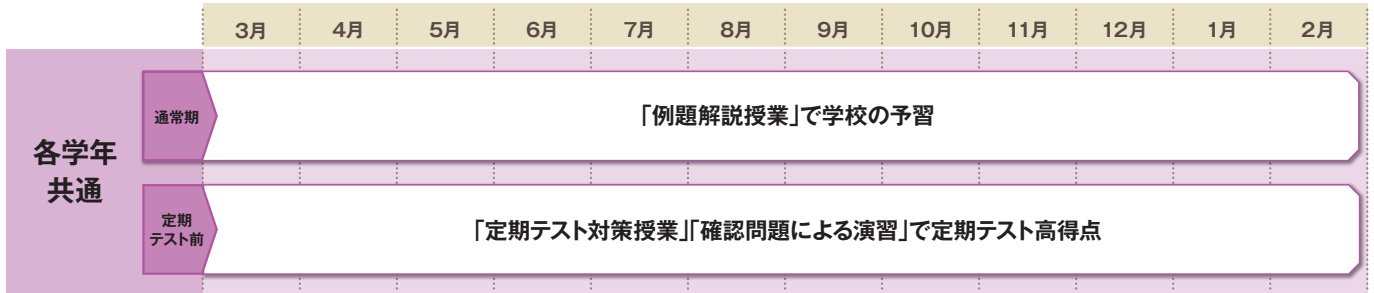 3月 4月 5月 6月 7月 8月 9月 10月 11月 12月 1月 2月
各学年
共通
通常期
「例題解説授業」で学校の予習
定期
テスト前
「定期テスト対策授業」「確認問題による演習」で定期テスト高得点